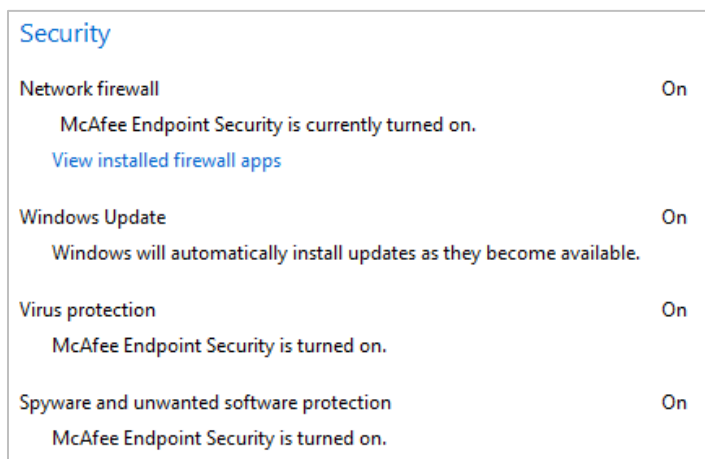 Security
Network firewall On
McAfee Endpoint Security is currently turned on.
View installed firewall apps
Windows Update On
Windows will automatically install updates as they become available.
Virus protection On
McAfee Endpoint Security is turned on.
Spyware and unwanted software protection On
McAfee Endpoint Security is turned on.